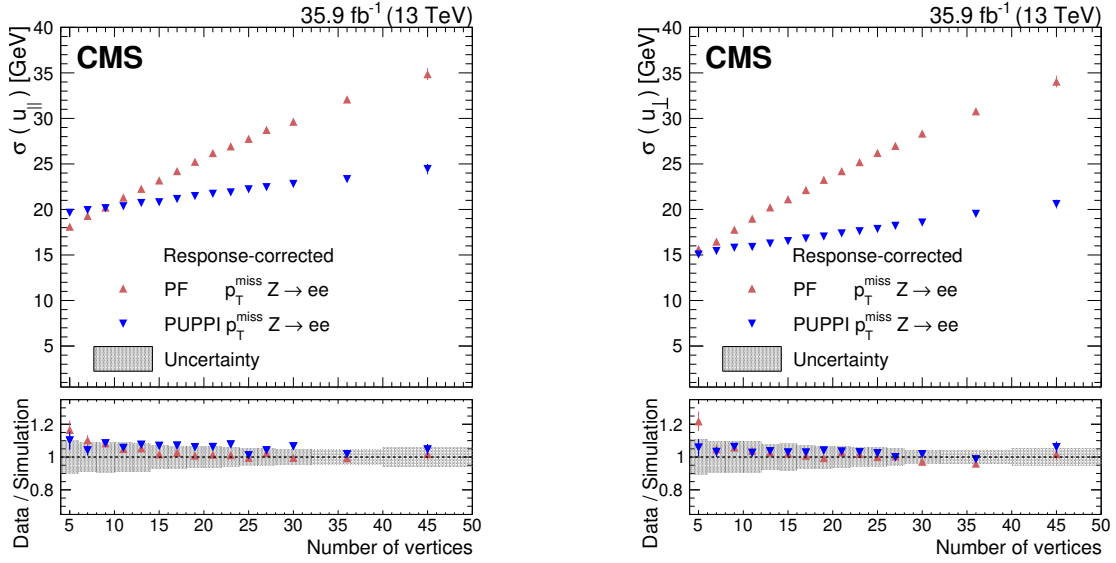 35.9 fb⁻¹ (13 TeV)
CMS
σ ( u∥ ) [GeV]
40
35
30
25
20
15
10
5
Response-corrected
PF p_T^miss Z → ee
PUPPI p_T^miss Z → ee
Uncertainty
Data / Simulation
1.2
1
0.8
5 10 15 20 25 30 35 40 45 50
Number of vertices
35.9 fb⁻¹ (13 TeV)
CMS
σ ( u⊥ ) [GeV]
40
35
30
25
20
15
10
5
Response-corrected
PF p_T^miss Z → ee
PUPPI p_T^miss Z → ee
Uncertainty
Data / Simulation
1.2
1
0.8
5 10 15 20 25 30 35 40 45 50
Number of vertices